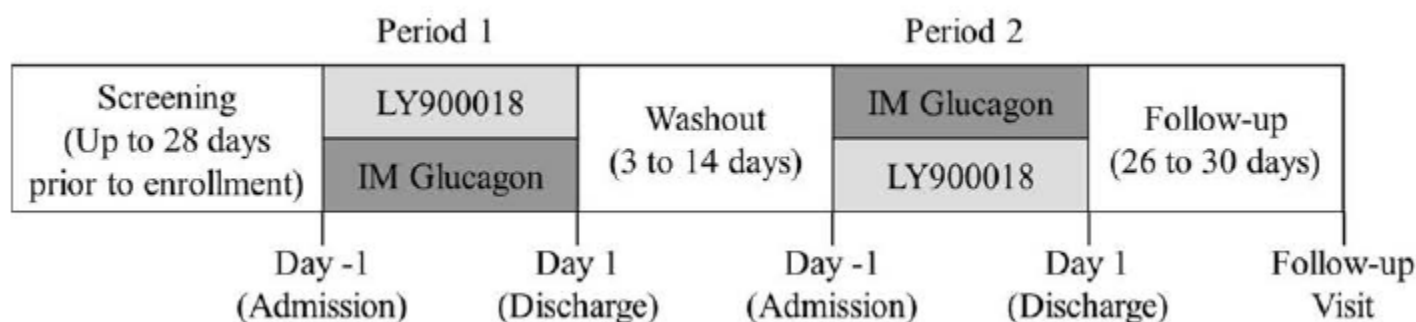 Period 1
Period 2
Screening
(Up to 28 days
prior to enrollment)
LY900018
IM Glucagon
Washout
(3 to 14 days)
IM Glucagon
LY900018
Follow-up
(26 to 30 days)
Day -1
(Admission)
Day 1
(Discharge)
Day -1
(Admission)
Day 1
(Discharge)
Follow-up
Visit